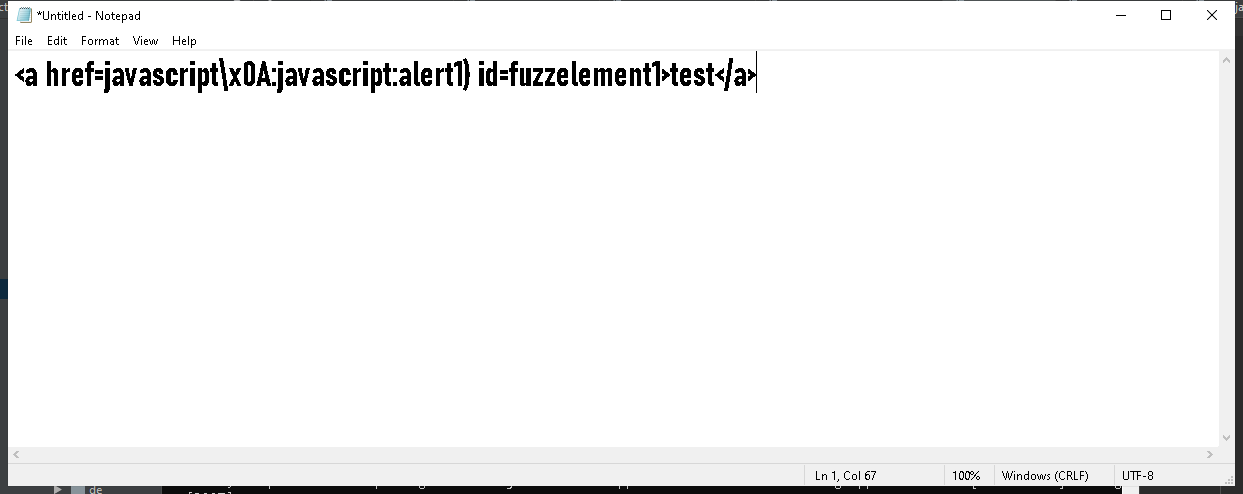 *Untitled - Notepad
File Edit Format View Help
<a href=javascript\x0A:javascript:alert1) id=fuzzelement1>test</a>
Ln 1, Col 67 100% Windows (CRLF) UTF-8
de